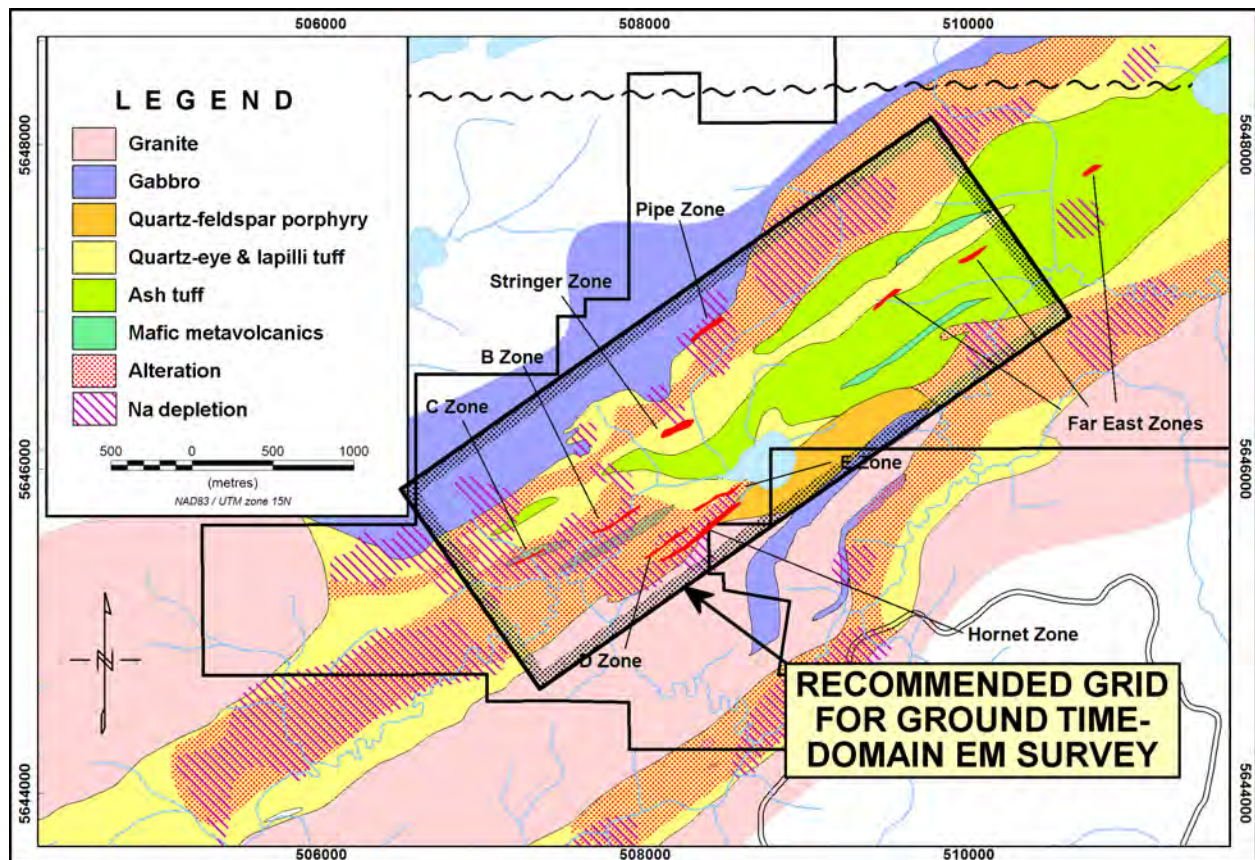 506000
508000
510000
5648000
5648000
L E G E N D
Granite
Gabbro
Quartz-feldspar porphyry
Quartz-eye & lapilli tuff
Ash tuff
Mafic metavolcanics
Alteration
Na depletion
500 0 500 1000
(metres)
NAD83 / UTM zone 15N
Pipe Zone
Stringer Zone
B Zone
C Zone
Far East Zones
E Zone
5646000
5646000
Hornet Zone
D Zone
N
RECOMMENDED GRID
FOR GROUND TIME-
DOMAIN EM SURVEY
5644000
5644000
506000
508000
510000